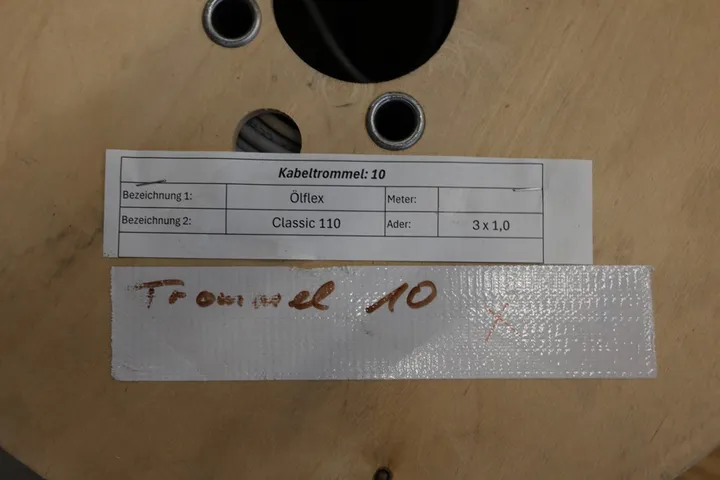 Kabeltrommel: 10
Bezeichnung 1: Ölflex Meter:
Bezeichnung 2: Classic 110 Ader: 3 x 1,0
Trommel 10 x